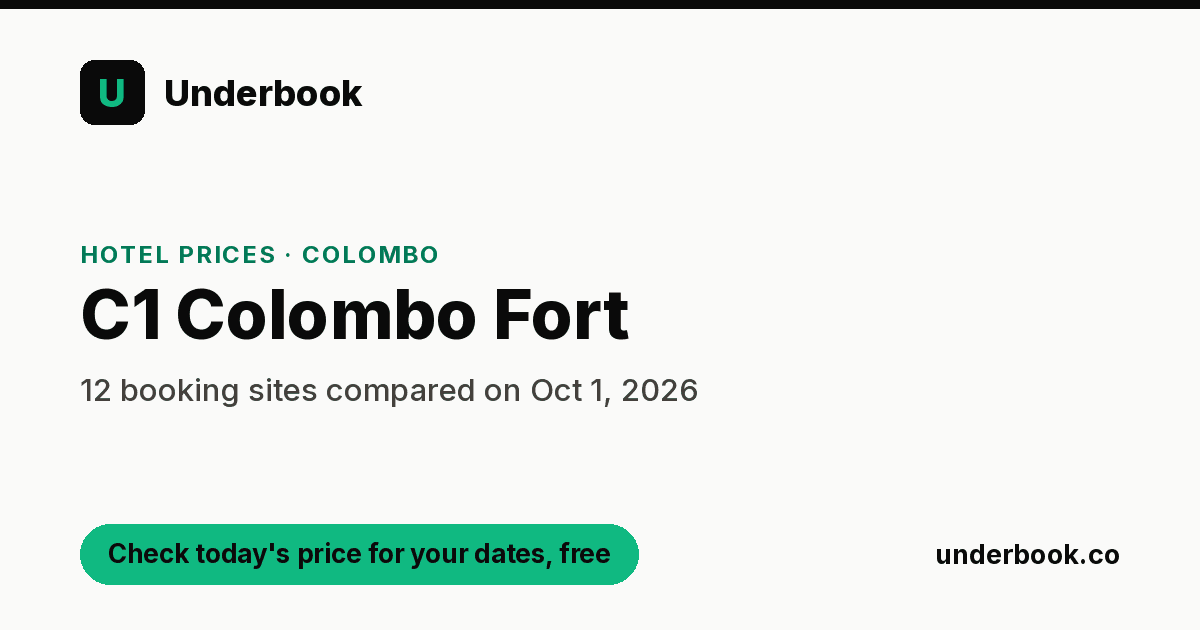 U Underbook
HOTEL PRICES · COLOMBO
C1 Colombo Fort
12 booking sites compared on Oct 1, 2026
Check today's price for your dates, free
underbook.co